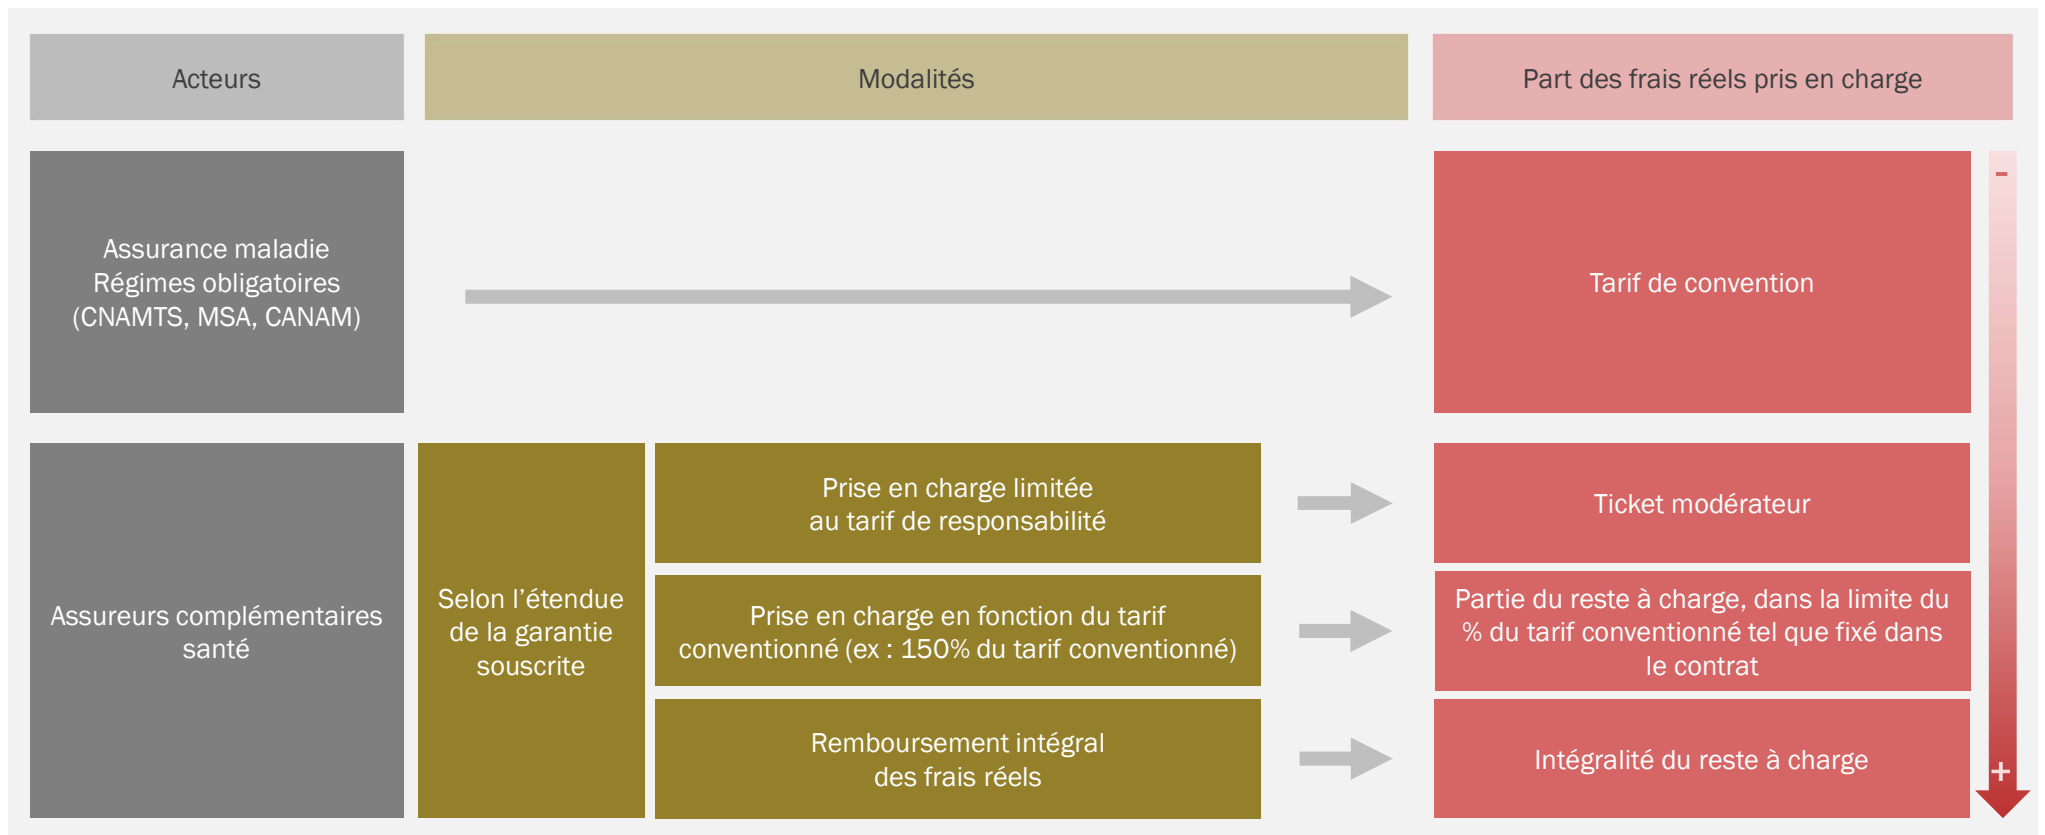 Acteurs
Modalités
Part des frais réels pris en charge
Assurance maladie
Régimes obligatoires
(CNAMTS, MSA, CANAM)
Tarif de convention
-
Assureurs complémentaires
santé
Selon l’étendue
de la garantie
souscrite
Prise en charge limitée
au tarif de responsabilité
Ticket modérateur
Prise en charge en fonction du tarif
conventionné (ex : 150% du tarif conventionné)
Partie du reste à charge, dans la limite du
% du tarif conventionné tel que fixé dans
le contrat
Remboursement intégral
des frais réels
Intégralité du reste à charge
+